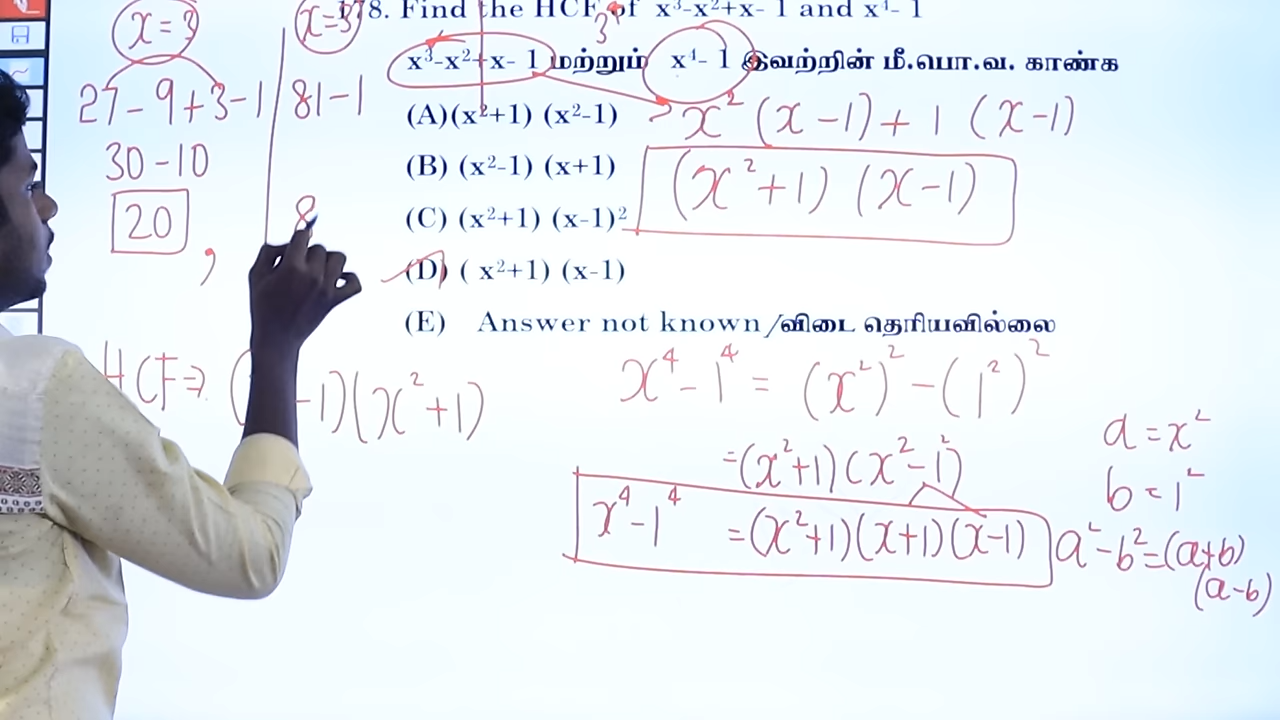 178. Find the HCF of x³-x²+x- 1 and x⁴- 1
x³-x²+x- 1 மற்றும் x⁴- 1 இவற்றின் மீ.பொ.வ. காண்க
(A)(x²+1) (x²-1)
(B) (x²-1) (x+1)
(C) (x²+1) (x-1)²
(D) ( x²+1) (x-1)
(E) Answer not known/விடை தெரியவில்லை
x = 3
27 - 9 + 3 - 1
30 - 10
20 ,
x = 3
81 - 1
8
3
x² (x - 1) + 1 (x - 1)
(x² + 1) (x - 1)
HCF ⇒ ( -1)(x² + 1)
x⁴ - 1⁴ = (x²)² - (1²)²
= (x²+1) (x² - 1²)
x⁴ - 1⁴ = (x²+1)(x+1)(x-1)
a = x²
b = 1²
a² - b² = (a+b)
(a-b)